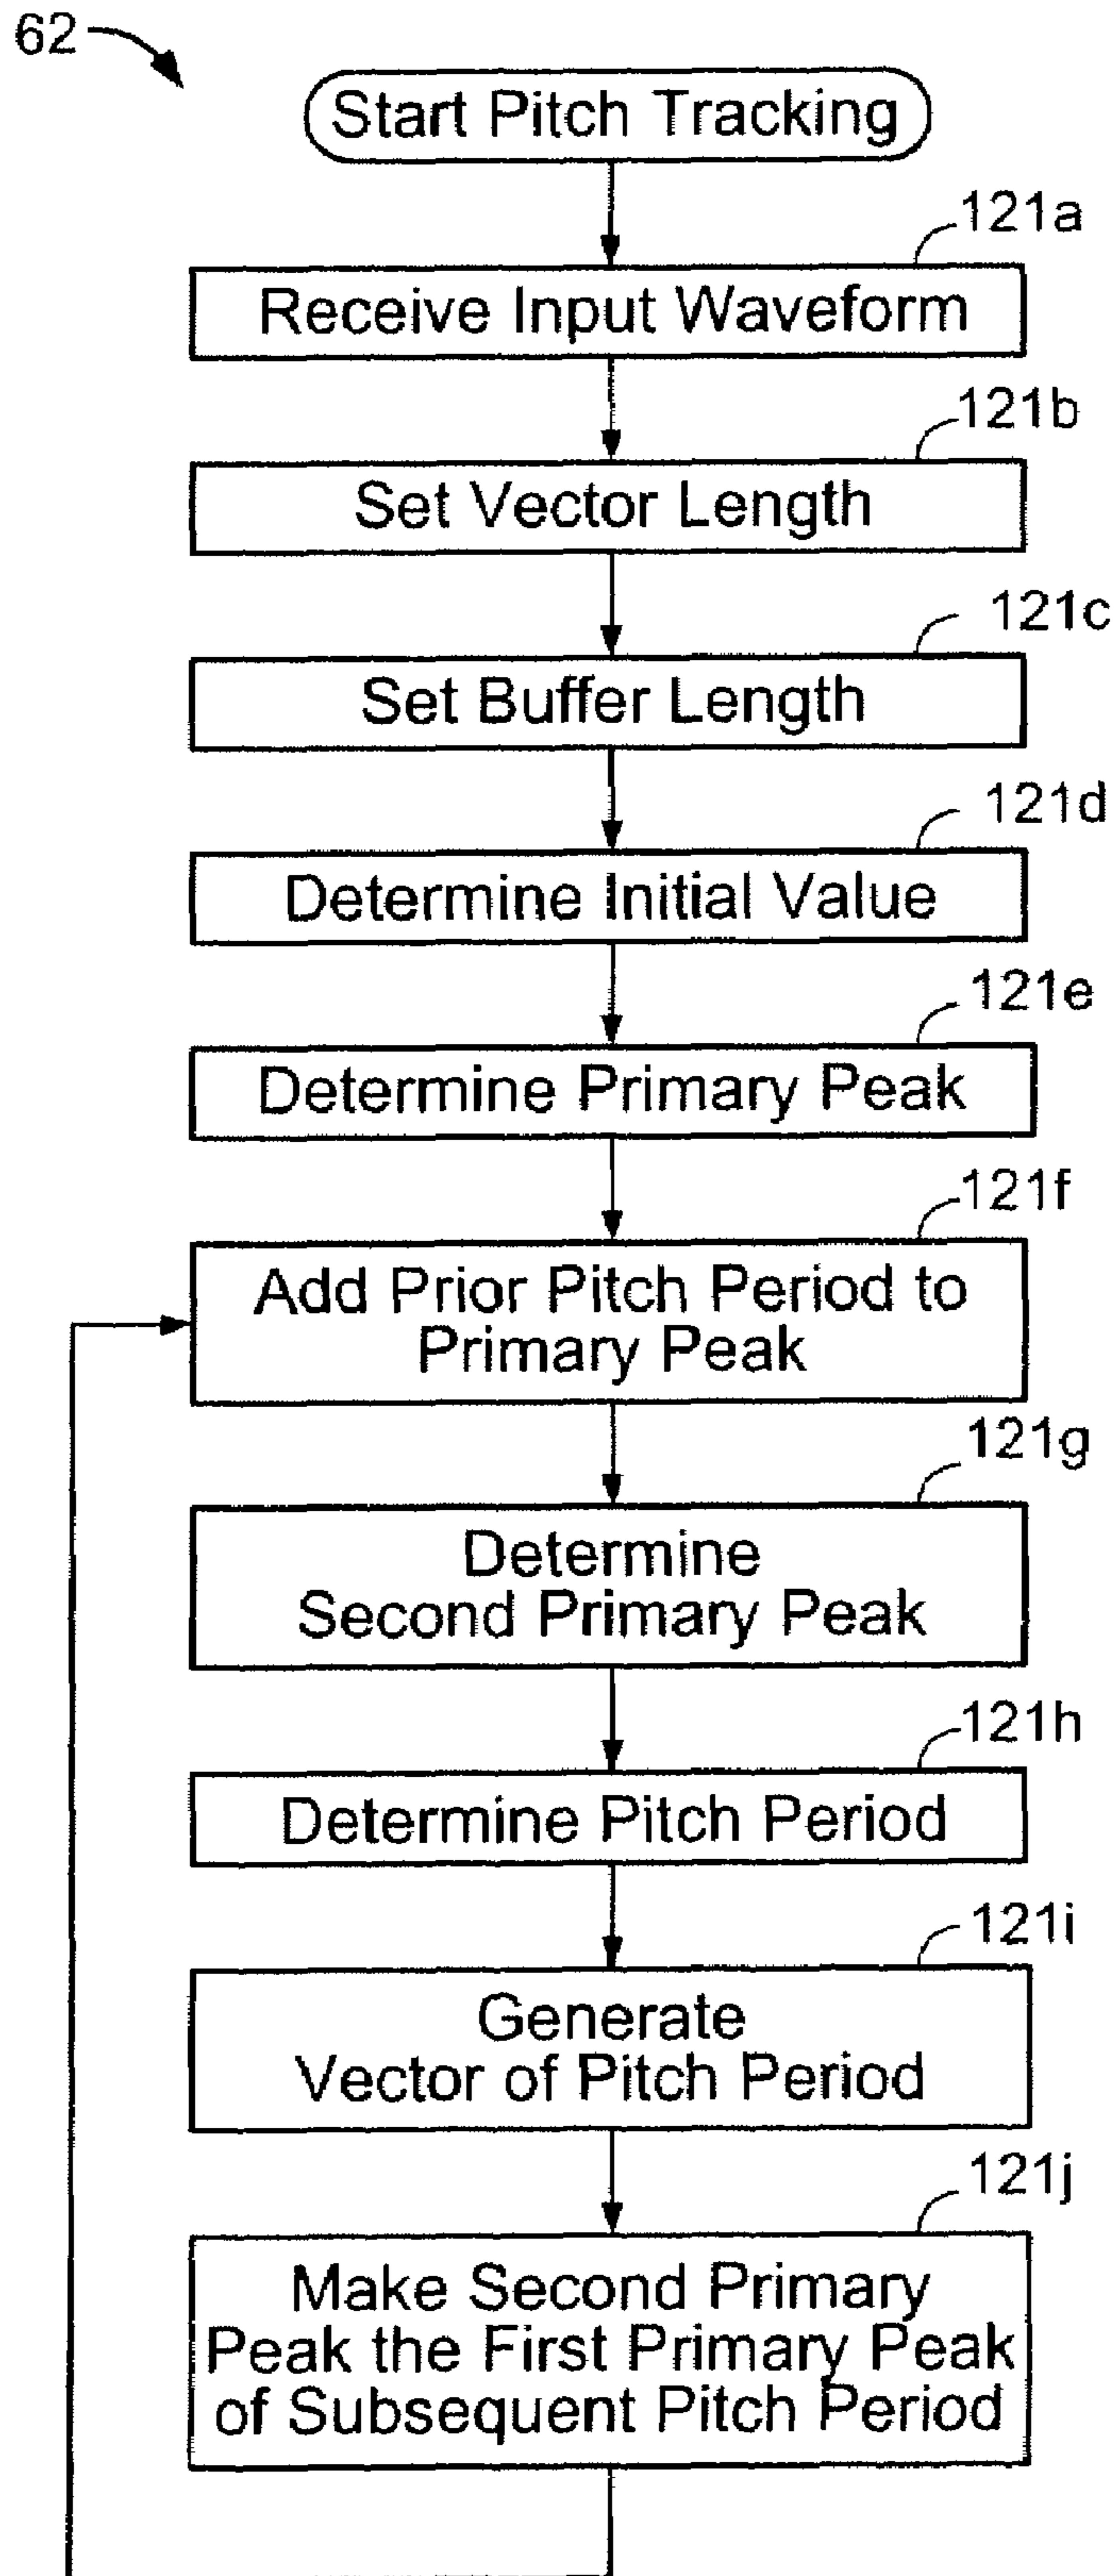 62
Start Pitch Tracking
121a
Receive Input Waveform
121b
Set Vector Length
121c
Set Buffer Length
121d
Determine Initial Value
121e
Determine Primary Peak
121f
Add Prior Pitch Period to
Primary Peak
121g
Determine
Second Primary Peak
121h
Determine Pitch Period
121i
Generate
Vector of Pitch Period
121j
Make Second Primary
Peak the First Primary Peak
of Subsequent Pitch Period